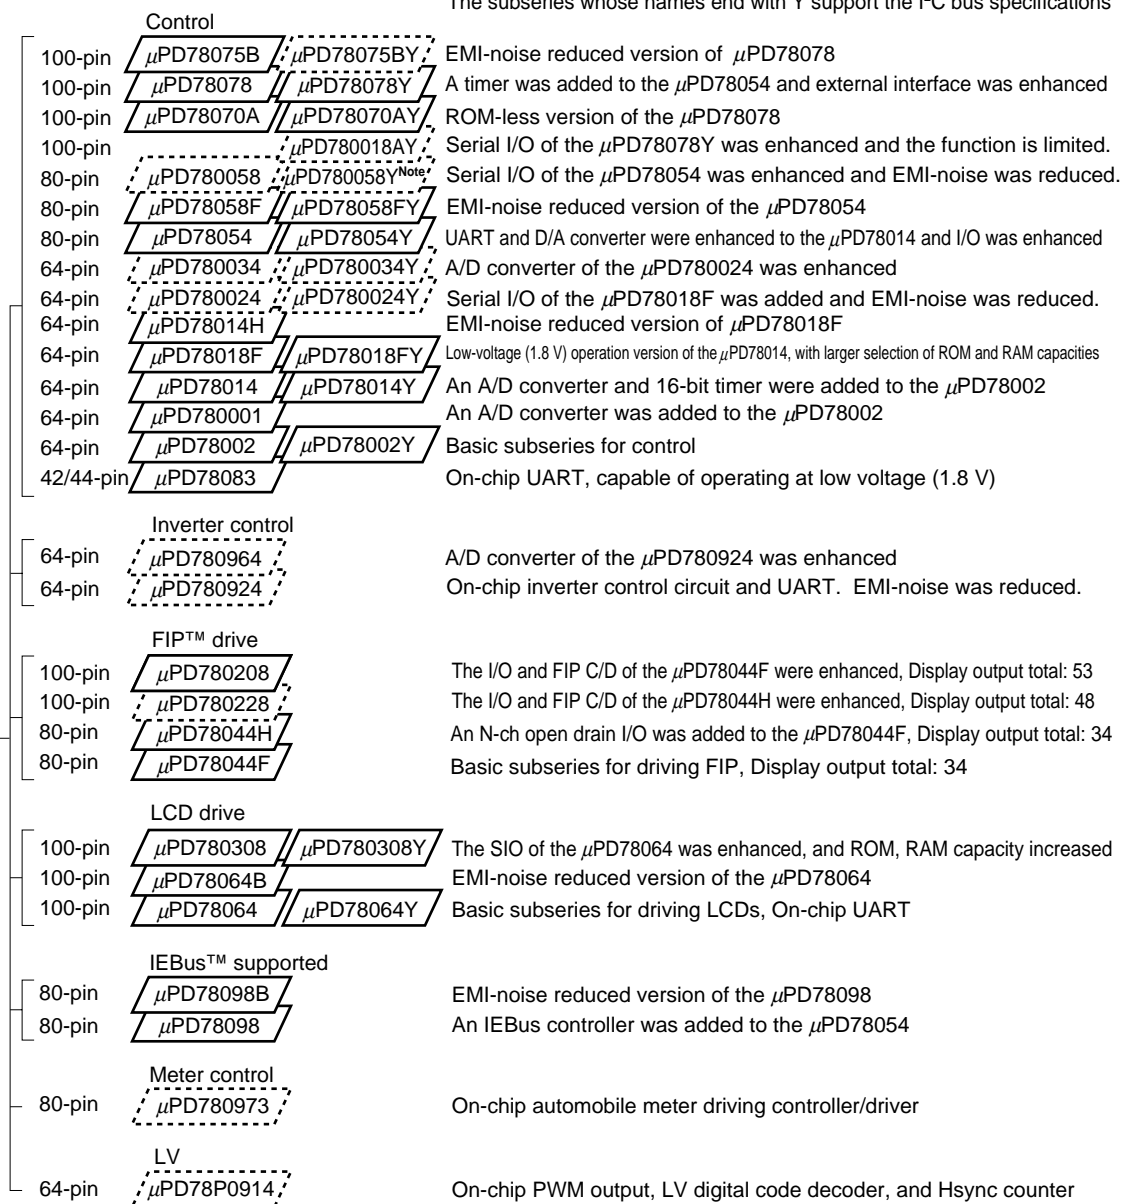 The subseries whose names end with Y support the I²C bus specifications
Control
100-pin μPD78075B μPD78075BY EMI-noise reduced version of μPD78078
100-pin μPD78078 μPD78078Y A timer was added to the μPD78054 and external interface was enhanced
100-pin μPD78070A μPD78070AY ROM-less version of the μPD78078
100-pin μPD780018AY Serial I/O of the μPD78078Y was enhanced and the function is limited.
80-pin μPD780058 μPD780058Y Note Serial I/O of the μPD78054 was enhanced and EMI-noise was reduced.
80-pin μPD78058F μPD78058FY EMI-noise reduced version of the μPD78054
80-pin μPD78054 μPD78054Y UART and D/A converter were enhanced to the μPD78014 and I/O was enhanced
64-pin μPD780034 μPD780034Y A/D converter of the μPD780024 was enhanced
64-pin μPD780024 μPD780024Y Serial I/O of the μPD78018F was added and EMI-noise was reduced.
64-pin μPD78014H EMI-noise reduced version of μPD78018F
64-pin μPD78018F μPD78018FY Low-voltage (1.8 V) operation version of the μPD78014, with larger selection of ROM and RAM capacities
64-pin μPD78014 μPD78014Y An A/D converter and 16-bit timer were added to the μPD78002
64-pin μPD780001 An A/D converter was added to the μPD78002
64-pin μPD78002 μPD78002Y Basic subseries for control
42/44-pin μPD78083 On-chip UART, capable of operating at low voltage (1.8 V)
Inverter control
64-pin μPD780964 A/D converter of the μPD780924 was enhanced
64-pin μPD780924 On-chip inverter control circuit and UART. EMI-noise was reduced.
FIP™ drive
100-pin μPD780208 The I/O and FIP C/D of the μPD78044F were enhanced, Display output total: 53
100-pin μPD780228 The I/O and FIP C/D of the μPD78044H were enhanced, Display output total: 48
80-pin μPD78044H An N-ch open drain I/O was added to the μPD78044F, Display output total: 34
80-pin μPD78044F Basic subseries for driving FIP, Display output total: 34
LCD drive
100-pin μPD780308 μPD780308Y The SIO of the μPD78064 was enhanced, and ROM, RAM capacity increased
100-pin μPD78064B EMI-noise reduced version of the μPD78064
100-pin μPD78064 μPD78064Y Basic subseries for driving LCDs, On-chip UART
IEBus™ supported
80-pin μPD78098B EMI-noise reduced version of the μPD78098
80-pin μPD78098 An IEBus controller was added to the μPD78054
Meter control
80-pin μPD780973 On-chip automobile meter driving controller/driver
LV
64-pin μPD78P0914 On-chip PWM output, LV digital code decoder, and Hsync counter